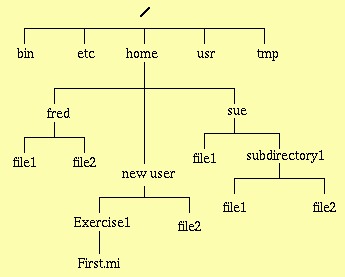 /
bin etc home usr tmp
fred sue
file1 file2 file1 subdirectory1
new user
file1 file2
Exercise1 file2
First.mi